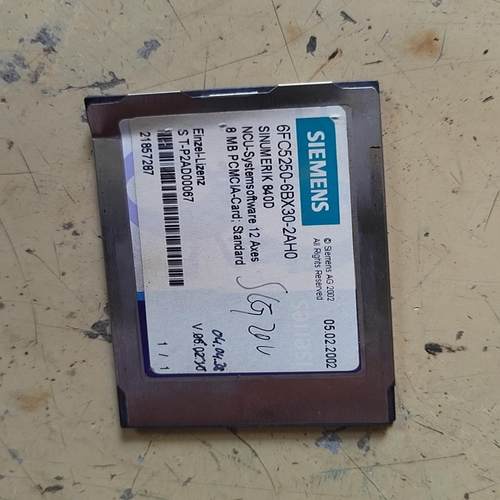 SIEMENS
© Siemens AG 2002
All Rights Reserved
05.02.2002
6FC5250-6BX30-2AH0
SINUMERIK 840D
NCU-Systemsoftware 12 Axes
8 MB PCMCIA-Card; Standard
Einzel-Lizenz
S T-P2AD00067
21857287
1 / 1